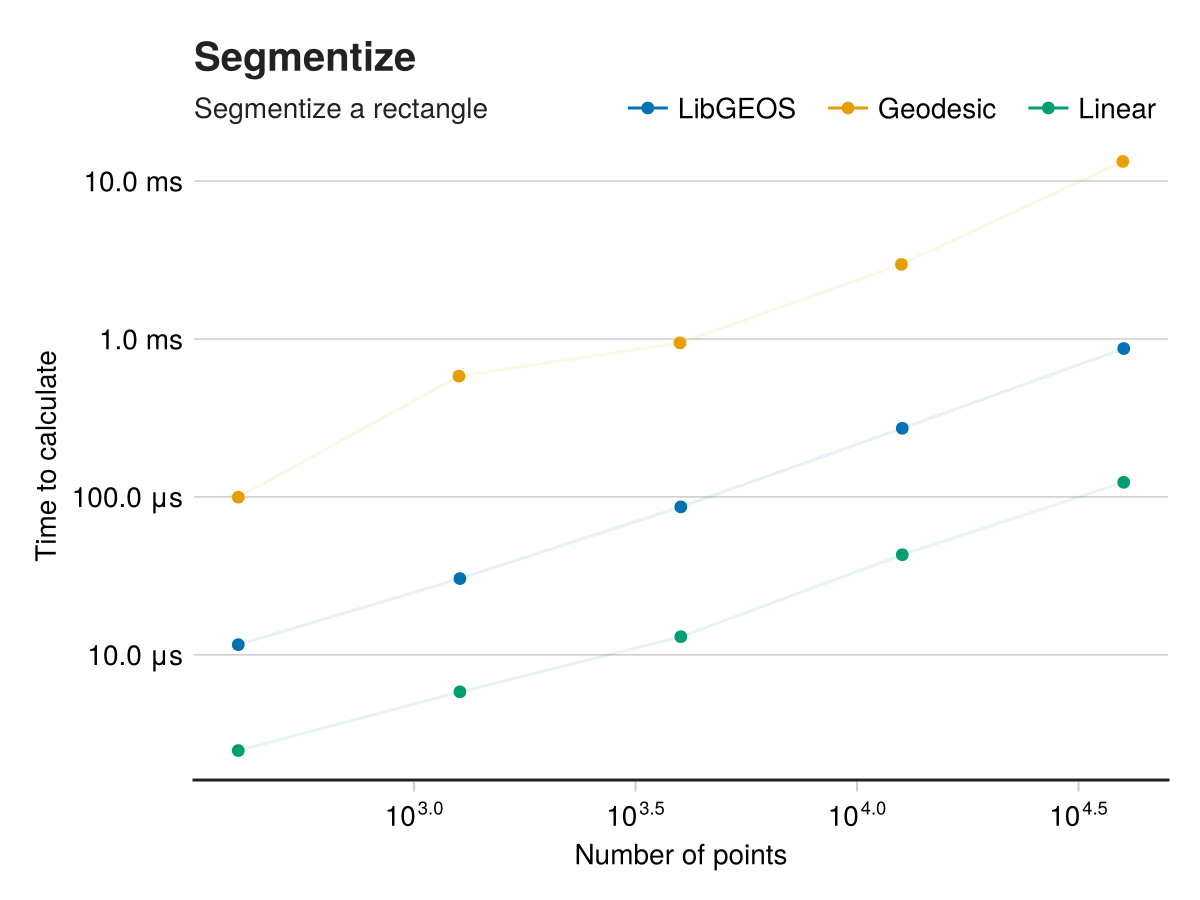 Segmentize
Segmentize a rectangle
LibGEOS
Geodesic
Linear
10.0 ms
1.0 ms
100.0 μs
10.0 μs
Time to calculate
10^3.0
10^3.5
10^4.0
10^4.5
Number of points